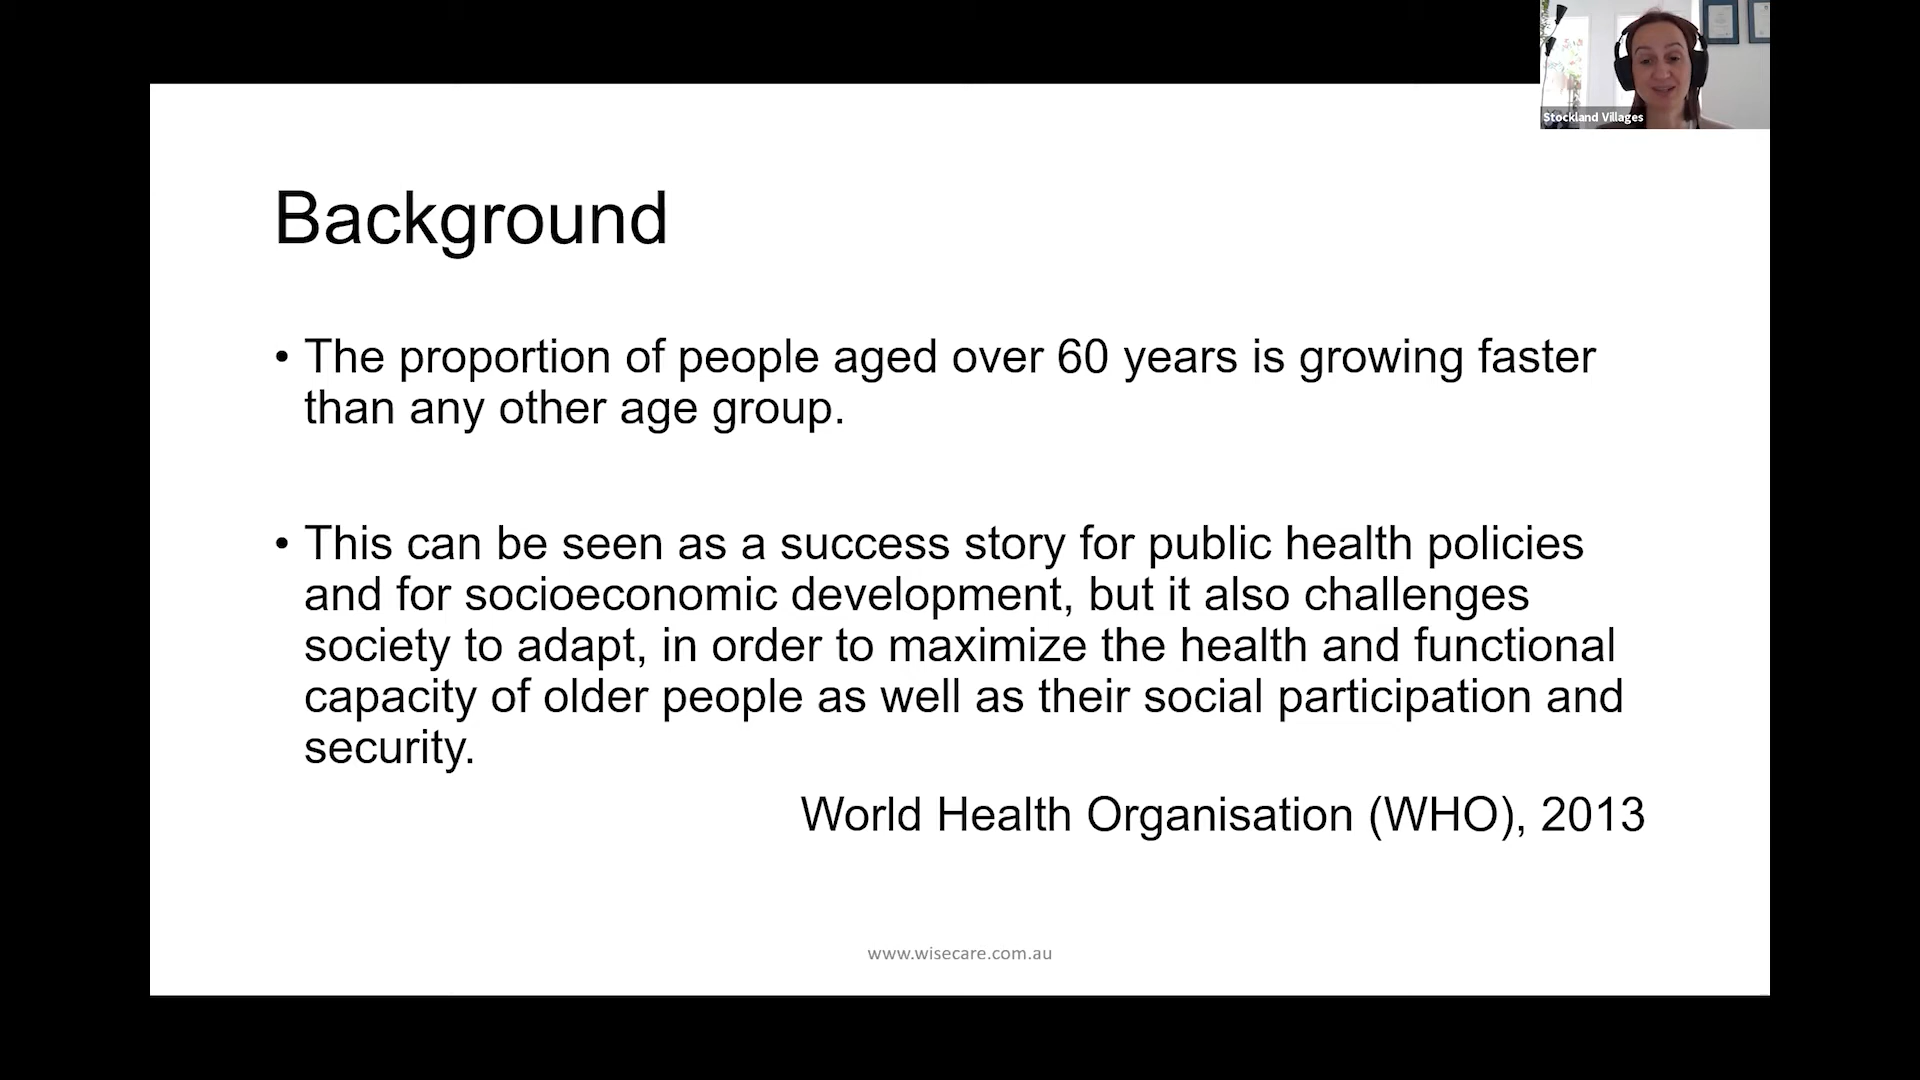 Stockland Villages
Background
• The proportion of people aged over 60 years is growing faster
than any other age group.
• This can be seen as a success story for public health policies
and for socioeconomic development, but it also challenges
society to adapt, in order to maximize the health and functional
capacity of older people as well as their social participation and
security.
World Health Organisation (WHO), 2013
www.wisecare.com.au